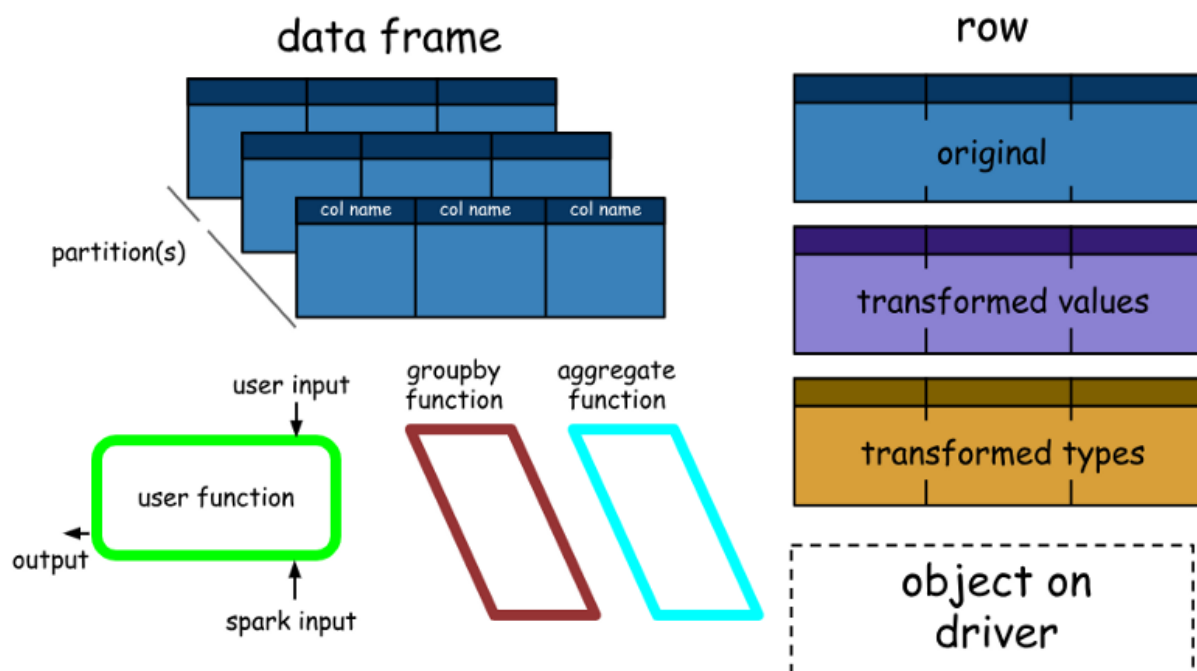 data frame
row
col name
col name
col name
partition(s)
original
transformed values
transformed types
user input
user function
output
spark input
groupby
function
aggregate
function
object on
driver